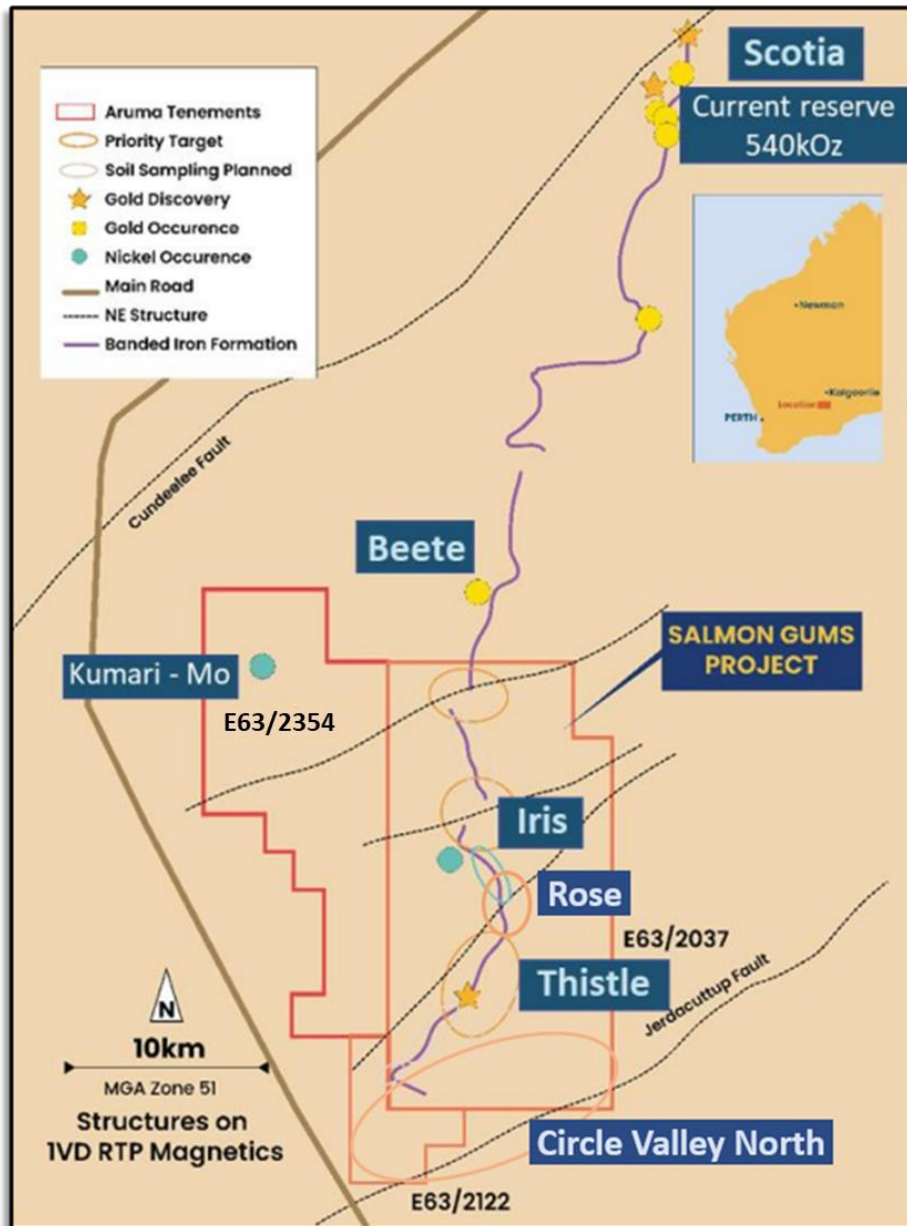 Scotia
Current reserve
540kOz
Aruma Tenements
Priority Target
Soil Sampling Planned
Gold Discovery
Gold Occurence
Nickel Occurence
Main Road
NE Structure
Banded Iron Formation
Newman
Kalgoorlie
Location
PERTH
Cundeelee Fault
Beete
SALMON GUMS
PROJECT
Kumari - Mo
E63/2354
Iris
Rose
E63/2037
Thistle
Jerdacuttup Fault
N
10km
MGA Zone 51
Structures on
1VD RTP Magnetics
Circle Valley North
E63/2122